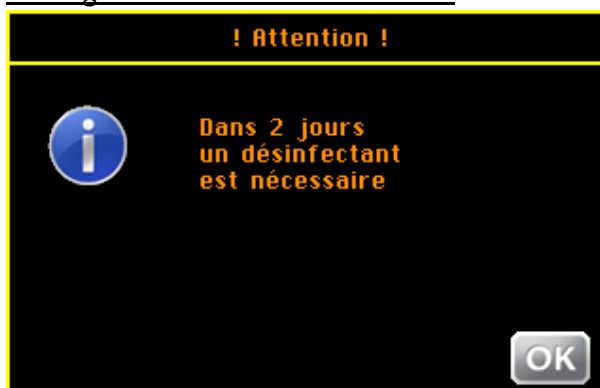 ! Attention !
Dans 2 jours
un désinfectant
est nécessaire
OK